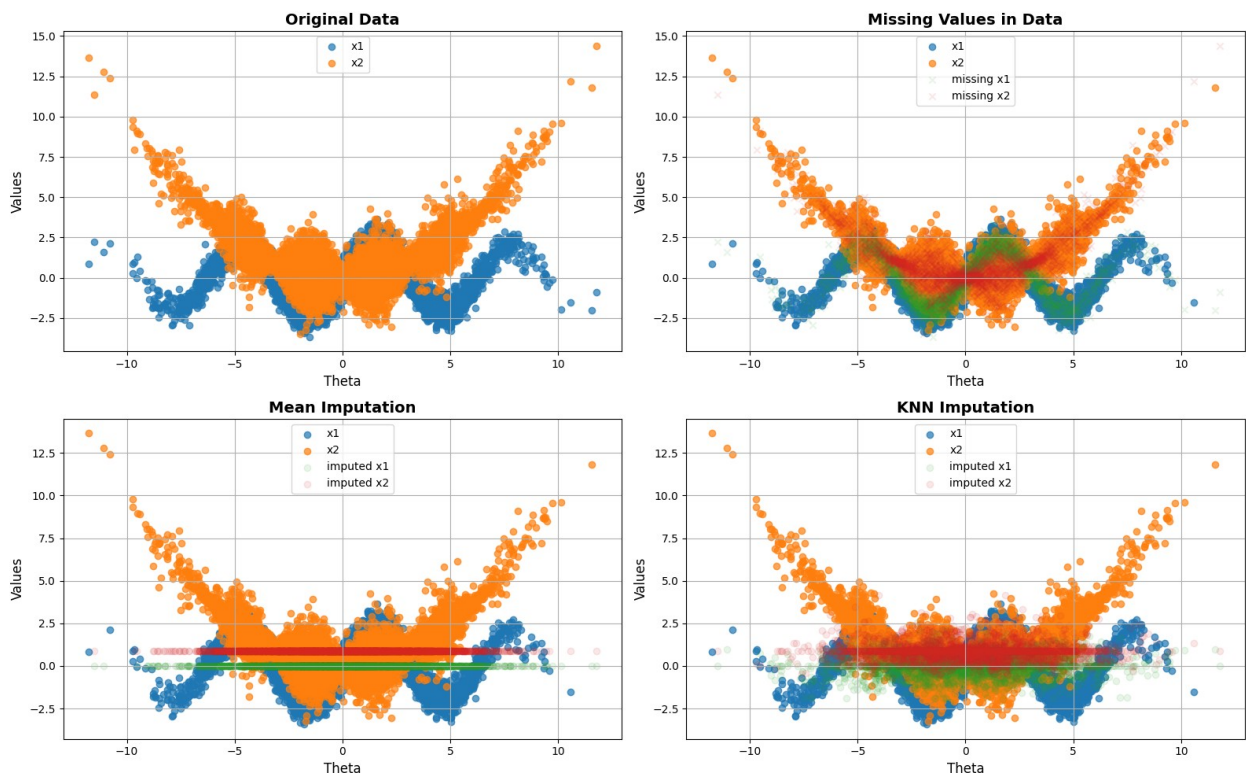 Original Data
x1
x2
15.0
12.5
10.0
7.5
5.0
2.5
0.0
−2.5
Values
−10
−5
0
5
10
Theta
Missing Values in Data
x1
x2
missing x1
missing x2
15.0
12.5
10.0
7.5
5.0
2.5
0.0
−2.5
Values
−10
−5
0
5
10
Theta
Mean Imputation
x1
x2
imputed x1
imputed x2
12.5
10.0
7.5
5.0
2.5
0.0
−2.5
Values
−10
−5
0
5
10
Theta
KNN Imputation
x1
x2
imputed x1
imputed x2
12.5
10.0
7.5
5.0
2.5
0.0
−2.5
Values
−10
−5
0
5
10
Theta